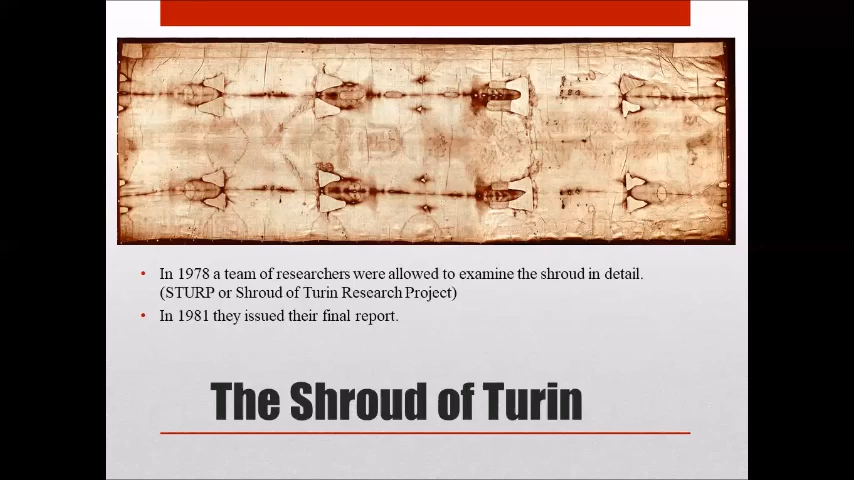 • In 1978 a team of researchers were allowed to examine the shroud in detail.
(STURP or Shroud of Turin Research Project)
• In 1981 they issued their final report.
The Shroud of Turin